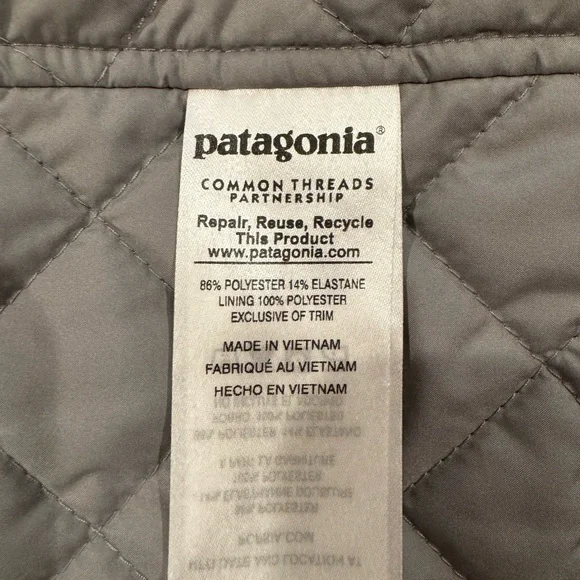 patagonia®
COMMON THREADS
PARTNERSHIP
Repair, Reuse, Recycle
This Product
www.patagonia.com
86% POLYESTER 14% ELASTANE
LINING 100% POLYESTER
EXCLUSIVE OF TRIM
MADE IN VIETNAM
FABRIQUÉ AU VIETNAM
HECHO EN VIETNAM